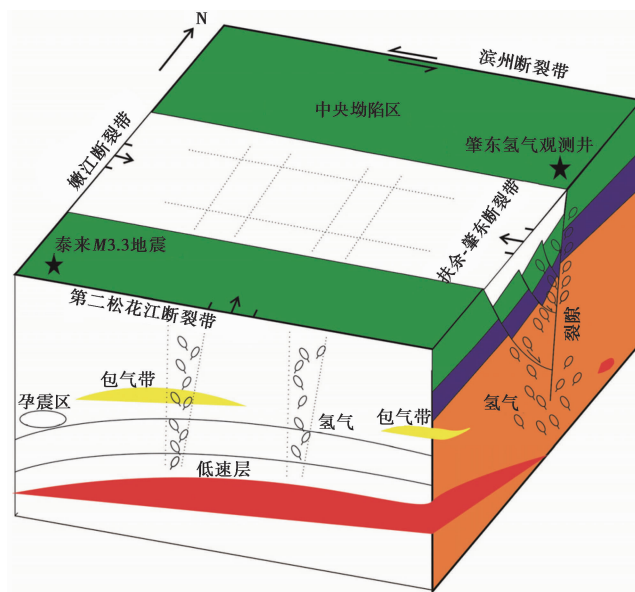 N
滨州断裂带
中央坳陷区
肇东氢气观测井
嫩江断裂带
扶余-肇东断裂带
泰来M3.3地震
第二松花江断裂带
裂隙
包气带
孕震区
氢气
包气带
氢气
低速层